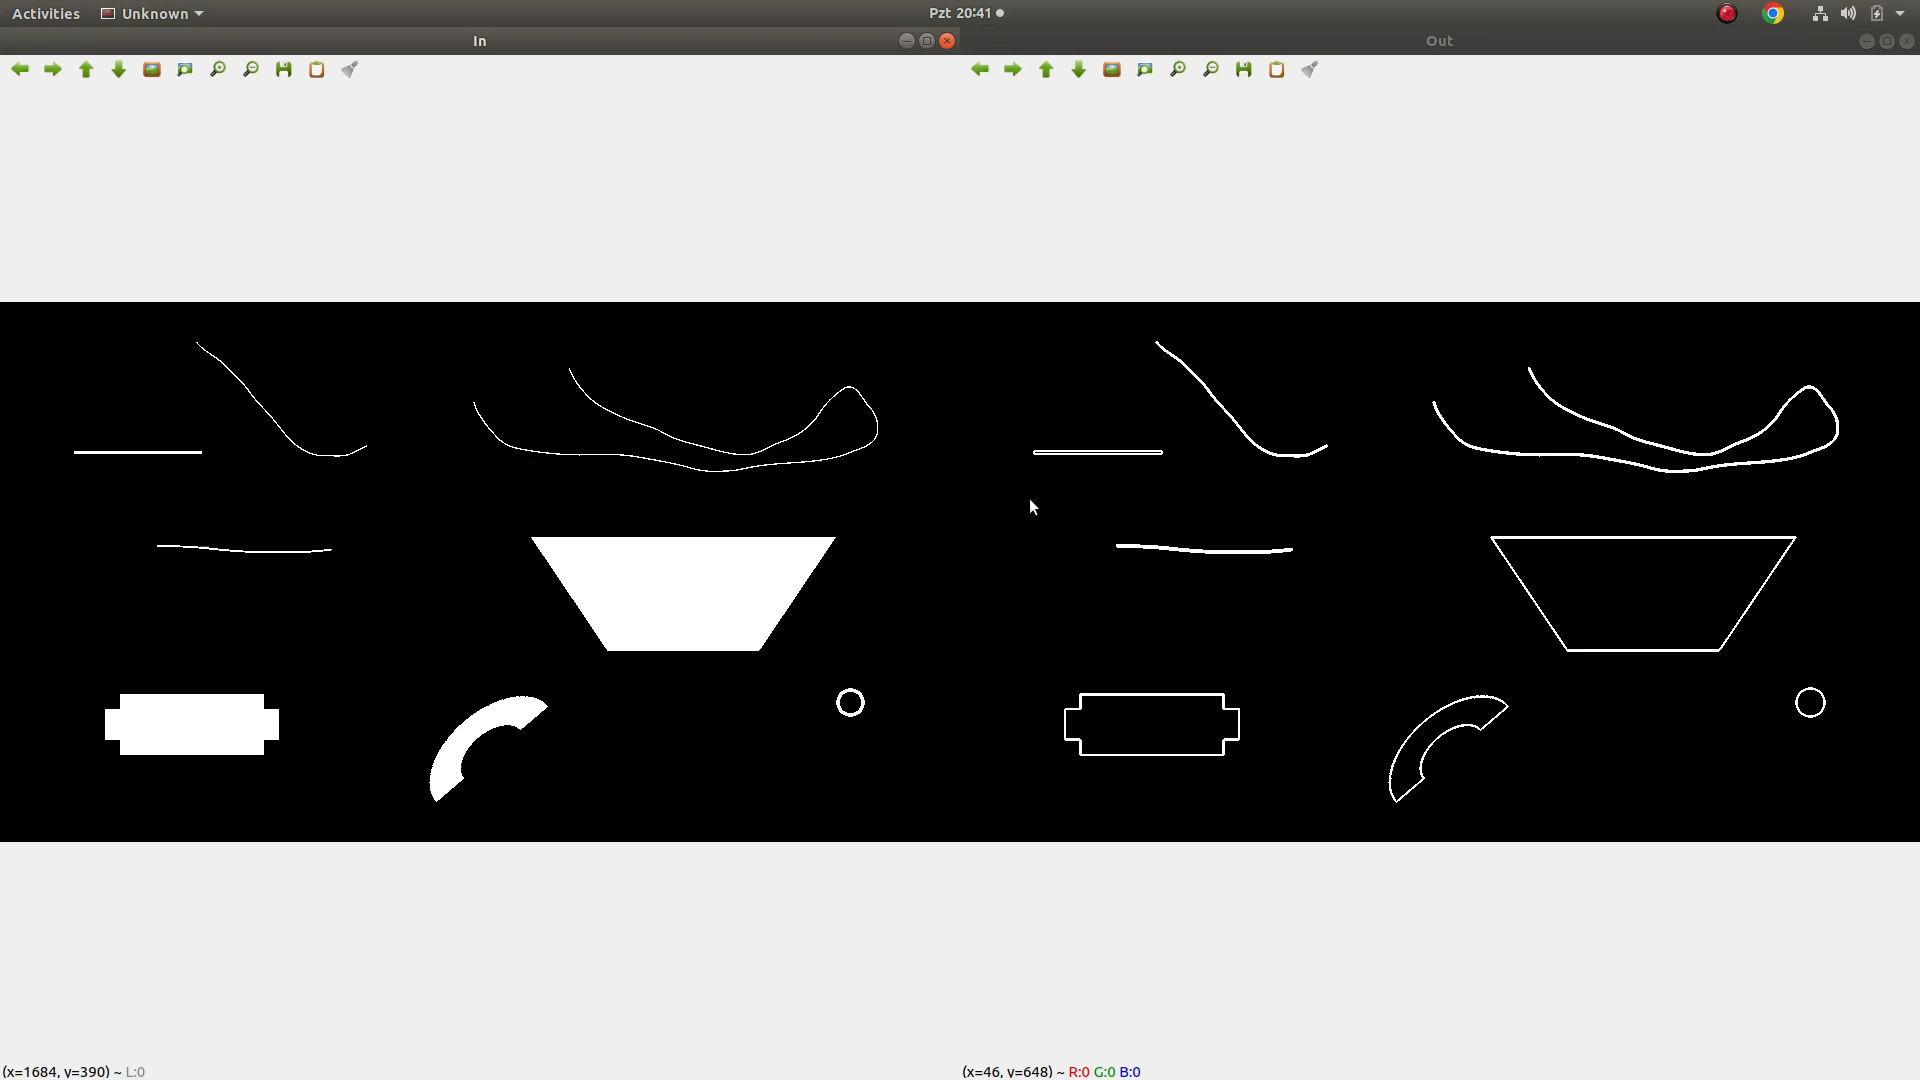 Activities Unknown Pzt 20:41
In Out
(x=1684, y=390) ~ L:0 (x=46, y=648) ~ R:0 G:0 B:0